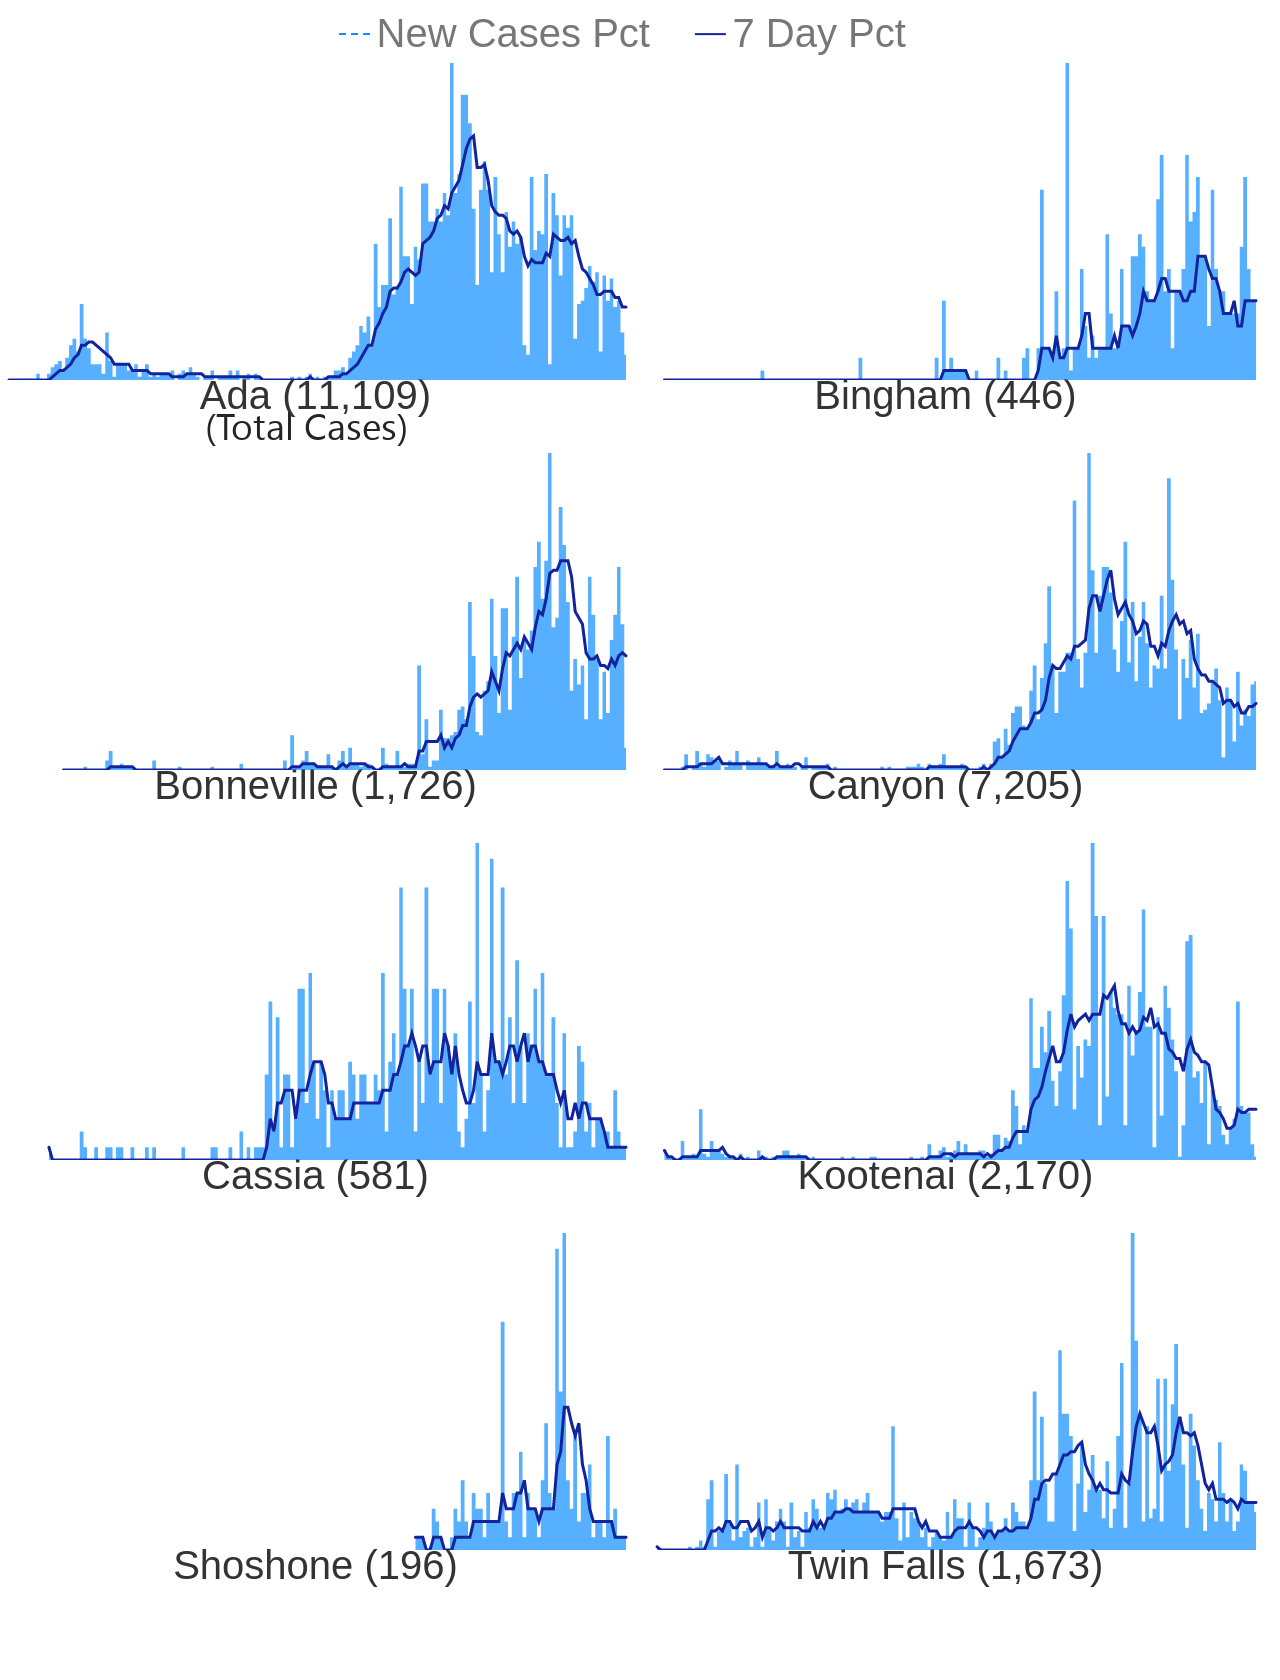 New Cases Pct 7 Day Pct
Ada (11,109) Bingham (446)
(Total Cases)
Bonneville (1,726) Canyon (7,205)
Cassia (581) Kootenai (2,170)
Shoshone (196) Twin Falls (1,673)